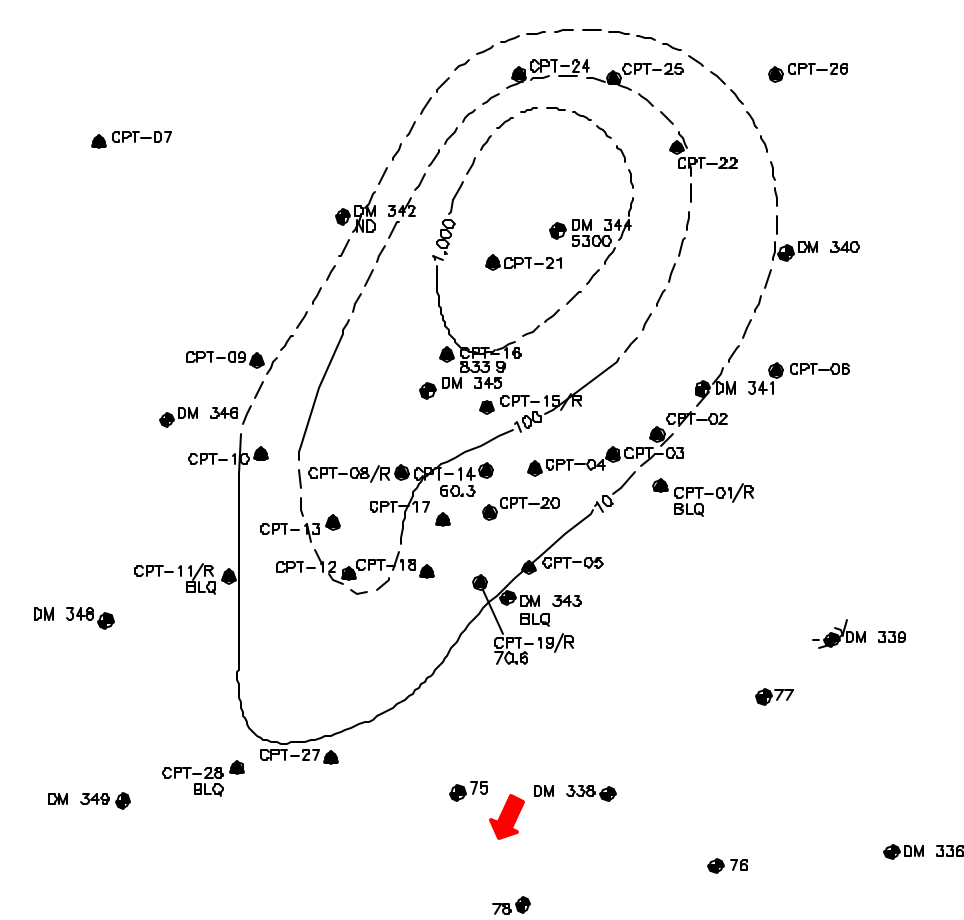 CPT-24
CPT-25
CPT-26
CPT-07
CPT-22
DM 342
ND
DM 344
5300
1,000
DM 340
CPT-21
CPT-09
CPT-16
833.9
CPT-06
DM 345
DM 341
CPT-15/R
DM 346
100
CPT-02
CPT-10
CPT-03
CPT-04
CPT-08/R
CPT-14
60.3
CPT-01/R
BLQ
10
CPT-20
CPT-17
CPT-13
CPT-12
CPT-18
CPT-05
CPT-11/R
BLQ
DM 343
BLQ
DM 348
CPT-19/R
70.6
DM 339
77
CPT-27
CPT-28
BLQ
75
DM 338
DM 349
DM 336
76
78